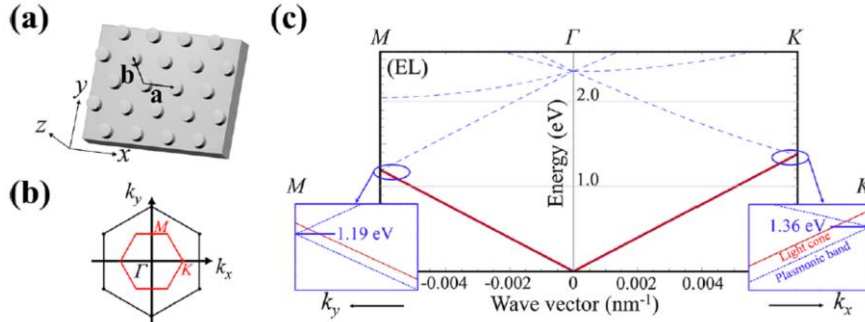 (a)
b
a
y
z
x
(b)
k_y
M
Γ
K
k_x
(c)
M
Γ
K
(EL)
Energy (eV)
2.0
1.0
M
1.19 eV
K
1.36 eV
Light cone
Plasmonic band
-0.004
-0.002
0
0.002
0.004
Wave vector (nm⁻¹)
k_y
k_x